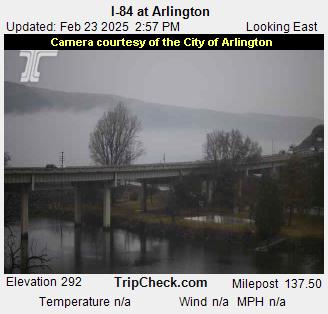 I-84 at Arlington
Updated: Feb 23 2025 2:57 PM Looking East
Camera courtesy of the City of Arlington
Elevation 292 TripCheck.com Milepost 137.50
Temperature n/a Wind n/a MPH n/a